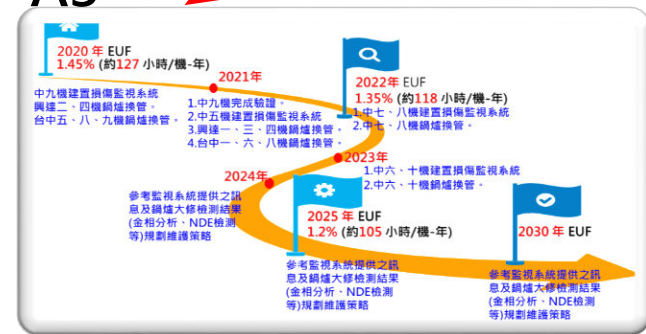 2020 年 EUF
1.45% (約127 小時/機-年)
中九機建置損傷監視系統
興達二、四機鍋爐換管。
台中五、八、九機鍋爐換管。
2021年
1.中九機完成驗證。
2.中五機建置損傷監視系統
3.興達一、三、四機鍋爐換管。
4.台中一、六、八機鍋爐換管。
2022年 EUF
1.35% (約118 小時/機-年)
1.中七、八機建置損傷監視系統
2.中七、八機鍋爐換管。
2023年
1.中六、十機建置損傷監視系統
2.中六、十機鍋爐換管。
2024年
參考監視系統提供之訊
息及鍋爐大修檢測結果
(金相分析、NDE檢測
等)規劃維護策略
2025 年 EUF
1.2% (約105 小時/機-年)
參考監視系統提供之訊
息及鍋爐大修檢測結果
(金相分析、NDE檢測
等)規劃維護策略
2030 年 EUF
參考監視系統提供之訊
息及鍋爐大修檢測結果
(金相分析、NDE檢測
等)規劃維護策略